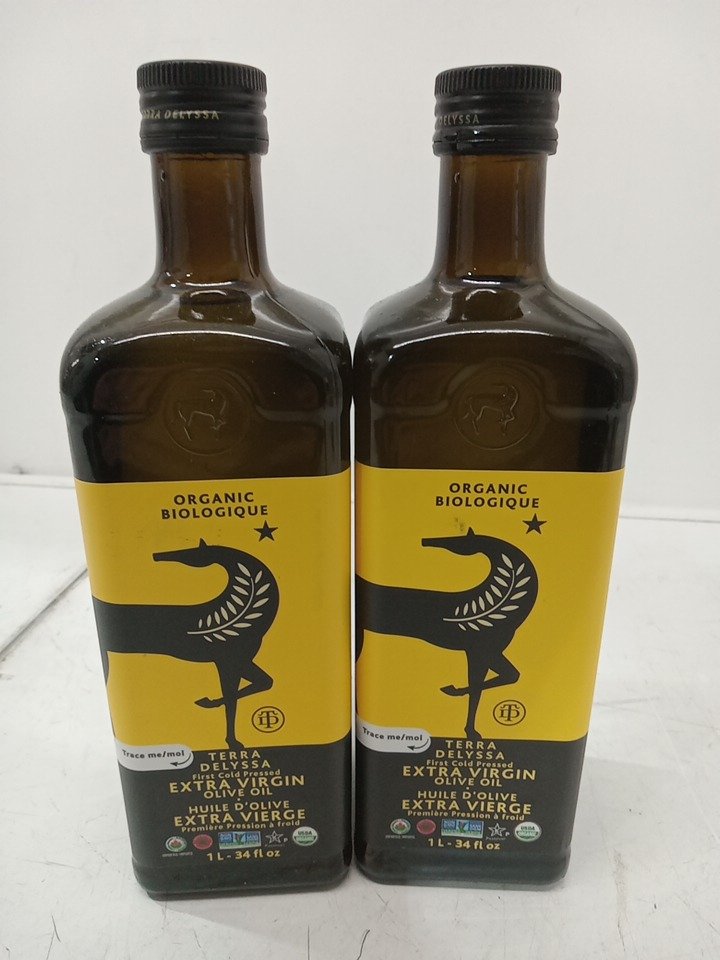 TERRA DELYSSA
ORGANIC
BIOLOGIQUE
Trace me/moi
TERRA
DELYSSA
First Cold Pressed
EXTRA VIRGIN
OLIVE OIL
HUILE D'OLIVE
EXTRA VIERGE
Première Pression à froid
USDA
ORGANIC
1 L - 34 fl oz
DELYSSA
ORGANIC
BIOLOGIQUE
Trace me/moi
TERRA
DELYSSA
First Cold Pressed
EXTRA VIRGIN
OLIVE OIL
HUILE D'OLIVE
EXTRA VIERGE
Première Pression à froid
USDA
ORGANIC
1 L - 34 fl oz